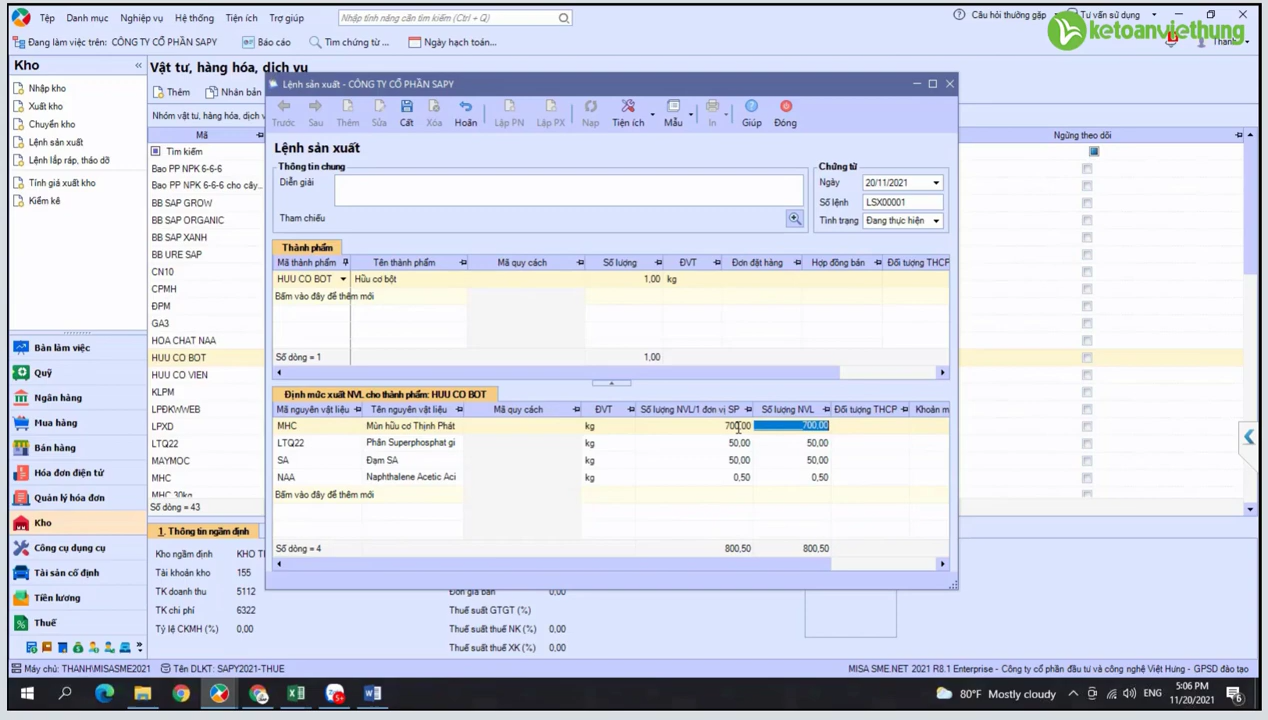 Tệp Danh mục Nghiệp vụ Hệ thống Tiện ích Trợ giúp Nhập tính năng cần tìm kiếm (Ctrl + Q) Câu hỏi thường gặp Tư vấn sử dụng
ketoanviethung
Đang làm việc trên: CÔNG TY CỔ PHẦN SAPY Báo cáo Tìm chứng từ ... Ngày hạch toán...
Kho «
Nhập kho
Xuất kho
Chuyển kho
Lệnh sản xuất
Lệnh lắp ráp, tháo dỡ
Tính giá xuất kho
Kiểm kê
Bàn làm việc
Quỹ
Ngân hàng
Mua hàng
Bán hàng
Hóa đơn điện tử
Quản lý hóa đơn
Kho
Công cụ dụng cụ
Tài sản cố định
Tiền lương
Thuế
Vật tư, hàng hóa, dịch vụ
Thêm Nhân bản
Nhóm vật tư, hàng hóa, dịch v
Mã Ngừng theo dõi
Tìm kiếm
Bao PP NPK 6-6-6
Bao PP NPK 6-6-6 cho cây...
BB SAP GROW
BB SAP ORGANIC
BB SAP XANH
BB URE SAP
CN10
CPMH
ĐPM
GA3
HOA CHAT NAA
HUU CO BOT
HUU CO VIEN
KLPM
LPĐKWWEB
LPXD
LTQ22
MAYMOC
MHC
MHC 30kg
Số dòng = 43
1. Thông tin ngầm định
Kho ngầm định KHO T
Tài khoản kho 155
TK doanh thu 5112
TK chi phí 6322
Tỷ lệ CKMH (%) 0,00
Đơn giá bán 0,00
Thuế suất GTGT (%)
Thuế suất thuế NK (%) 0,00
Thuế suất thuế XK (%) 0,00
Lệnh sản xuất - CÔNG TY CỔ PHẦN SAPY
Trước Sau Thêm Sửa Cất Xóa Hoãn Lập PN Lập PX Nạp Tiện ích Mẫu In Giúp Đóng
Lệnh sản xuất
Thông tin chung
Diễn giải
Tham chiếu
Chứng từ
Ngày 20/11/2021
Số lệnh LSX00001
Tình trạng Đang thực hiện
Thành phẩm
Mã thành phẩm Tên thành phẩm Mã quy cách Số lượng ĐVT Đơn đặt hàng Hợp đồng bán Đối tượng THCP
HUU CO BOT Hữu cơ bột 1,00 kg
Bấm vào đây để thêm mới
Số dòng = 1 1,00
Định mức xuất NVL cho thành phẩm: HUU CO BOT
Mã nguyên vật liệu Tên nguyên vật liệu Mã quy cách ĐVT Số lượng NVL/1 đơn vị SP Số lượng NVL Đối tượng THCP Khoản m
MHC Mùn hữu cơ Thịnh Phát kg 700,00 700,00
LTQ22 Phân Superphosphat gi kg 50,00 50,00
SA Đạm SA kg 50,00 50,00
NAA Naphthalene Acetic Aci kg 0,50 0,50
Bấm vào đây để thêm mới
Số dòng = 4 800,50 800,50
Máy chủ: THANH\MISASME2021 Tên DLKT: SAPY2021-THUE MISA SME.NET 2021 R8.1 Enterprise - Công ty cổ phần đầu tư và công nghệ Việt Hưng - GPSD đào tạo
80°F Mostly cloudy ENG 5:06 PM
11/20/2021